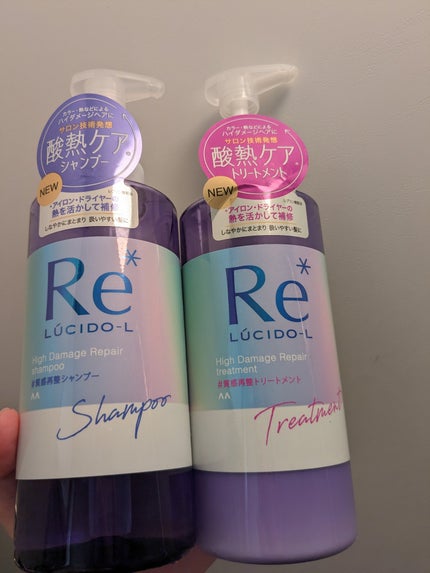 カラー・熱などによる
ハイダメージヘアに
サロン技術発想
酸熱ケア
シャンプー
NEW
・アイロン・ドライヤーの
熱を活かして補修
しなやかにまとまり 扱いやすい髪に
Re*
LÚCIDO-L
High Damage Repair
shampoo
#質感再整シャンプー
Shampoo
カラー・熱などによる
ハイダメージヘアに
サロン技術発想
酸熱ケア
トリートメント
NEW
・アイロン・ドライヤーの
熱を活かして補修
しなやかにまとまり 扱いやすい髪に
Re*
LÚCIDO-L
High Damage Repair
treatment
#質感再整トリートメント
Treatment